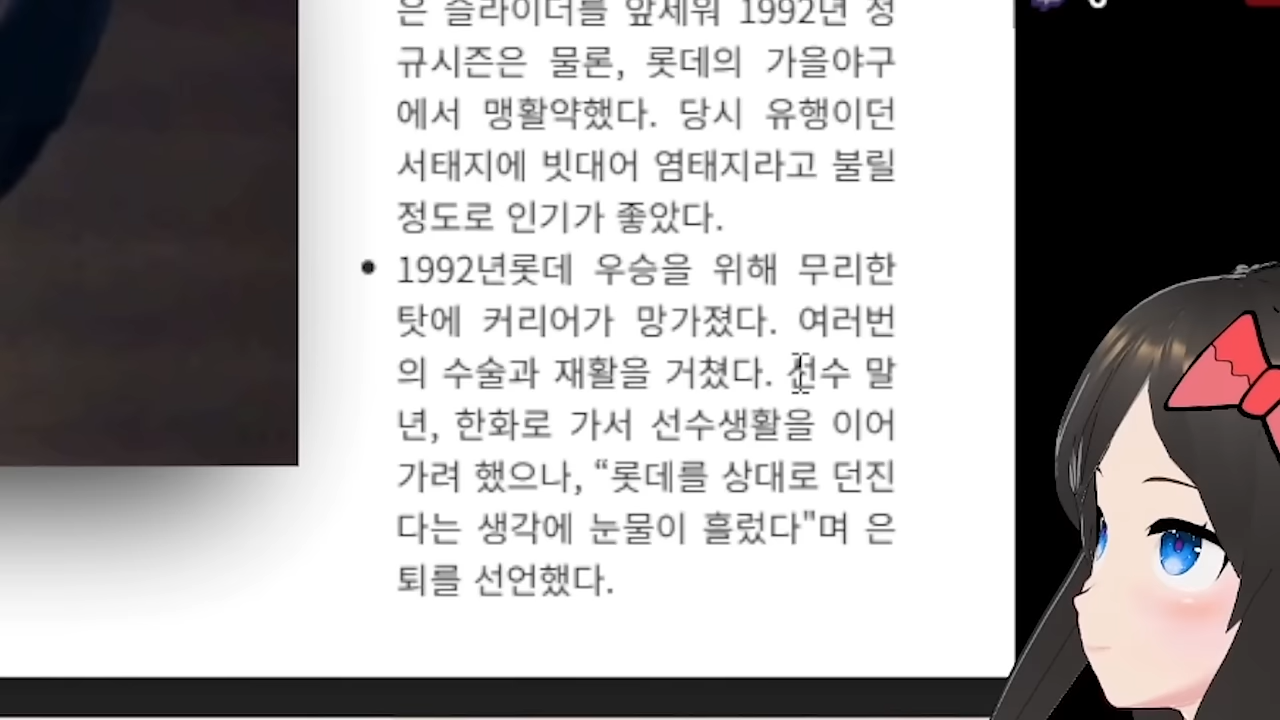 은 슬라이더를 앞세워 1992년 정
규시즌은 물론, 롯데의 가을야구
에서 맹활약했다. 당시 유행이던
서태지에 빗대어 염태지라고 불릴
정도로 인기가 좋았다.
• 1992년롯데 우승을 위해 무리한
탓에 커리어가 망가졌다. 여러번
의 수술과 재활을 거쳤다. 선수 말
년, 한화로 가서 선수생활을 이어
가려 했으나, “롯데를 상대로 던진
다는 생각에 눈물이 흘렀다"며 은
퇴를 선언했다.